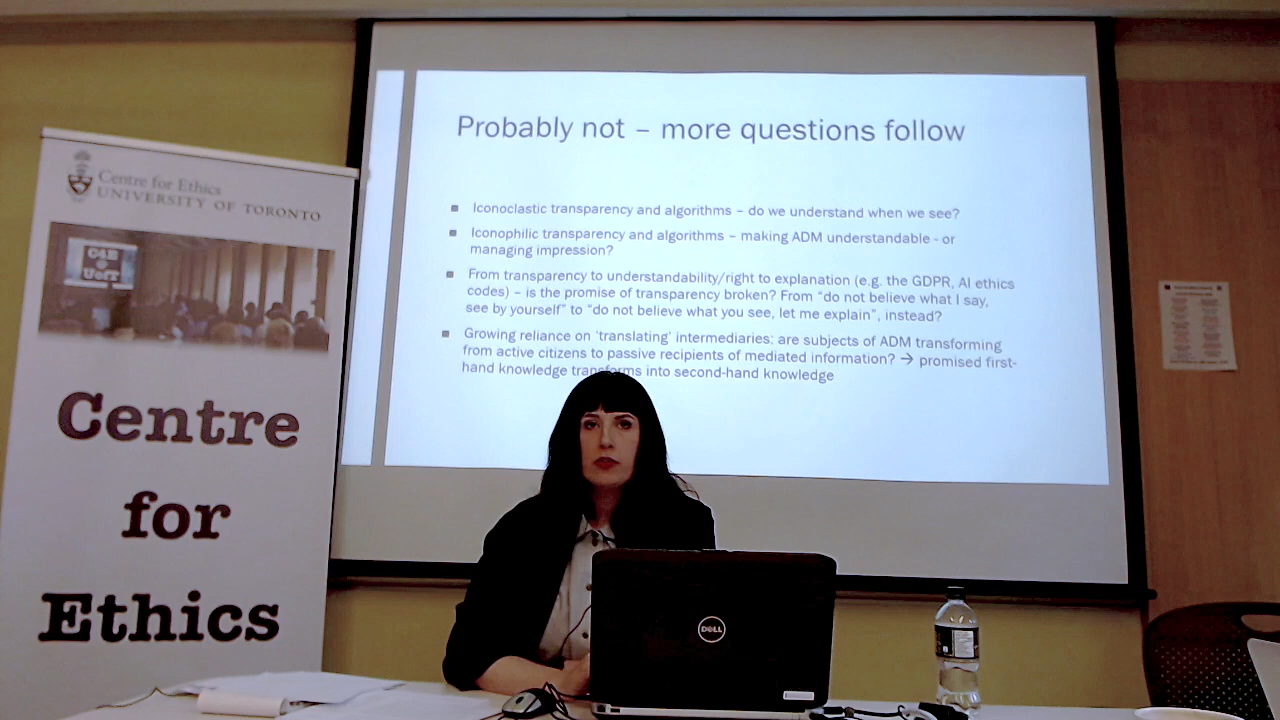 Centre for Ethics
UNIVERSITY OF TORONTO
C4E
@
UofT
Centre
for
Ethics
Probably not – more questions follow
Iconoclastic transparency and algorithms – do we understand when we see?
Iconophilic transparency and algorithms – making ADM understandable - or
managing impression?
From transparency to understandability/right to explanation (e.g. the GDPR, AI ethics
codes) – is the promise of transparency broken? From “do not believe what I say,
see by yourself” to “do not believe what you see, let me explain”, instead?
Growing reliance on ‘translating’ intermediaries: are subjects of ADM transforming
from active citizens to passive recipients of mediated information? → promised first-
hand knowledge transforms into second-hand knowledge
DELL